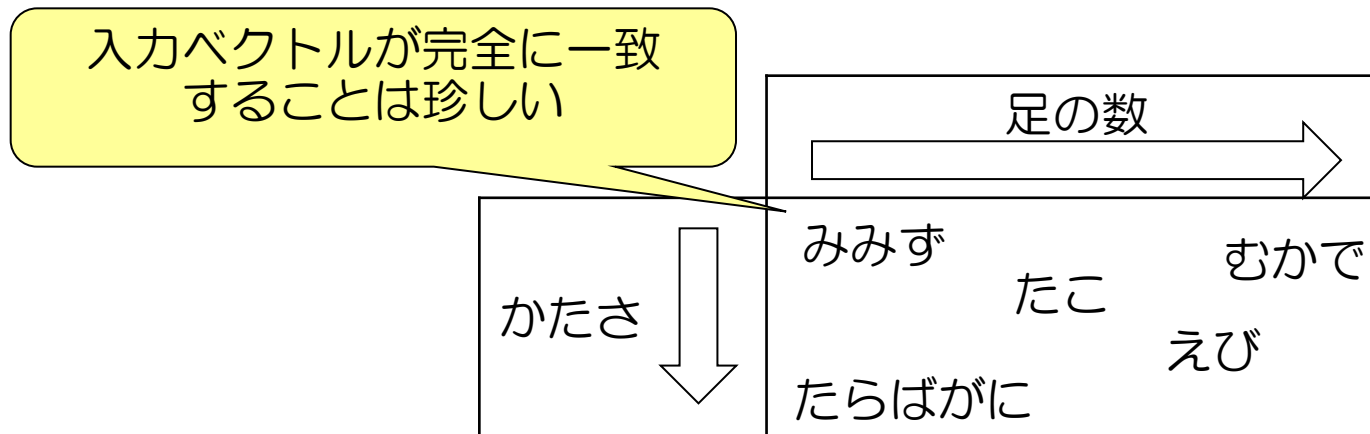 入力ベクトルが完全に一致
することは珍しい
足の数
かたさ
みみず
むかで
たこ
えび
たらばがに